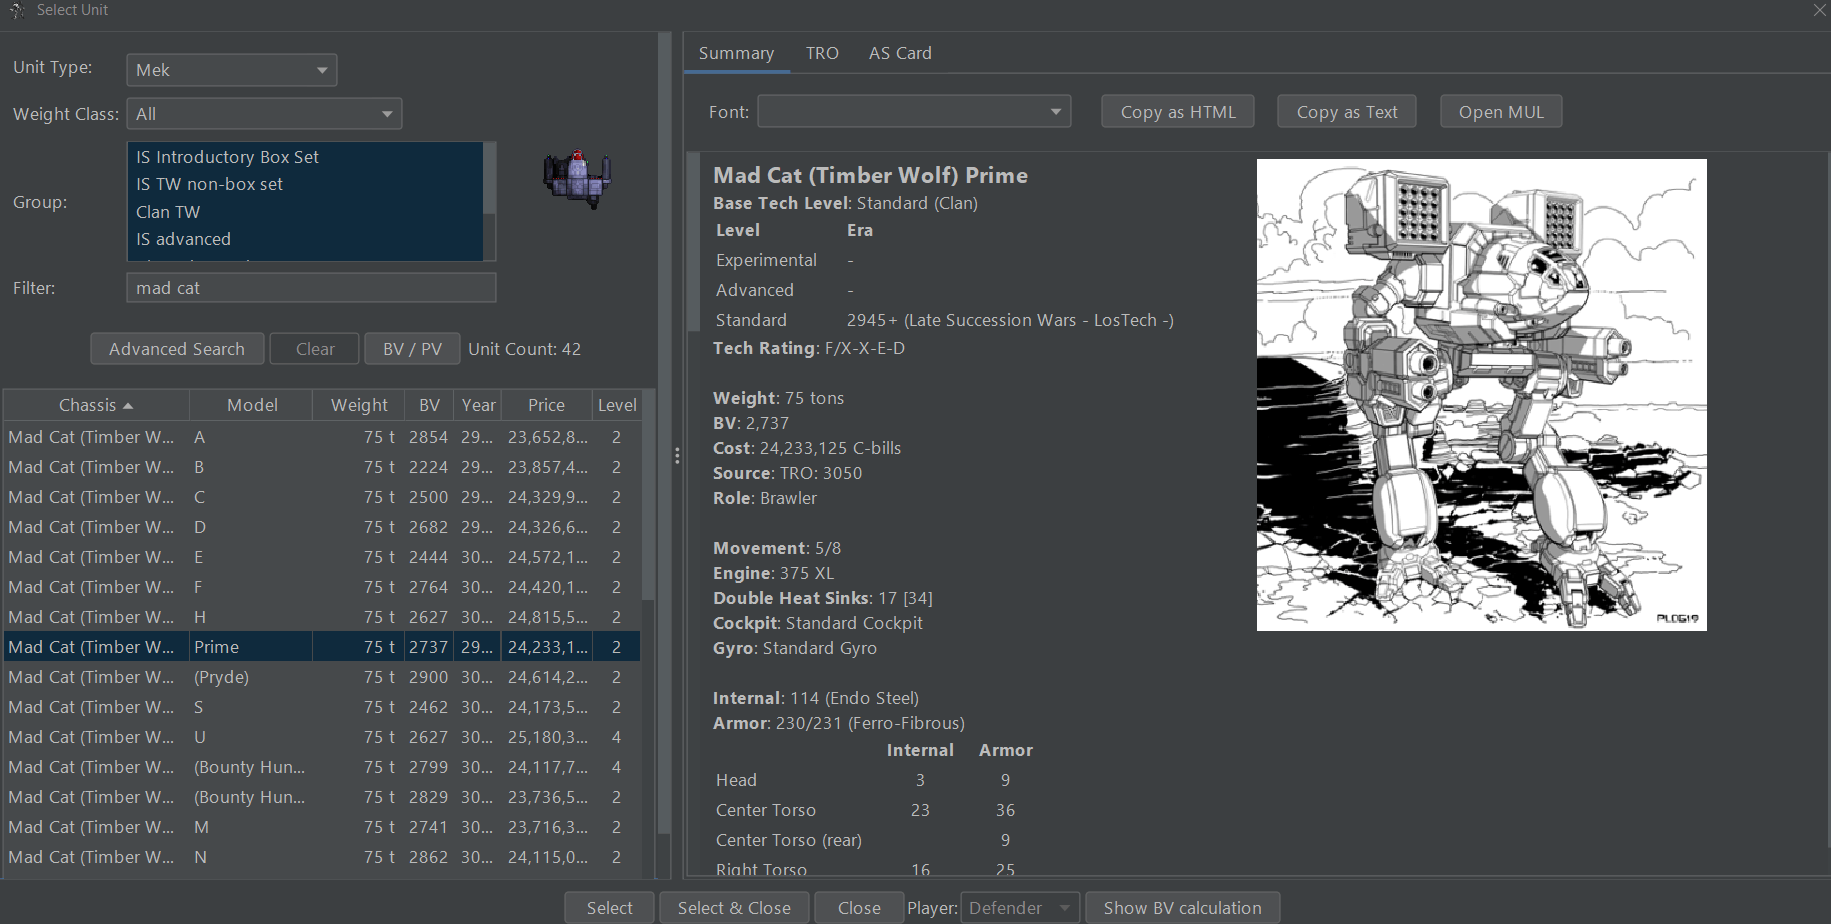 Select Unit
Unit Type:
Mek
Weight Class:
All
Group:
IS Introductory Box Set
IS TW non-box set
Clan TW
IS advanced
Filter:
mad cat
Advanced Search
Clear
BV / PV
Unit Count: 42
Chassis Model Weight BV Year Price Level
Mad Cat (Timber W... A 75 t 2854 29... 23,652,8... 2
Mad Cat (Timber W... B 75 t 2224 29... 23,857,4... 2
Mad Cat (Timber W... C 75 t 2500 29... 24,329,9... 2
Mad Cat (Timber W... D 75 t 2682 29... 24,326,6... 2
Mad Cat (Timber W... E 75 t 2444 30... 24,572,1... 2
Mad Cat (Timber W... F 75 t 2764 30... 24,420,1... 2
Mad Cat (Timber W... H 75 t 2627 30... 24,815,5... 2
Mad Cat (Timber W... Prime 75 t 2737 29... 24,233,1... 2
Mad Cat (Timber W... (Pryde) 75 t 2900 30... 24,614,2... 2
Mad Cat (Timber W... S 75 t 2462 30... 24,173,5... 2
Mad Cat (Timber W... U 75 t 2627 30... 25,180,3... 4
Mad Cat (Timber W... (Bounty Hun... 75 t 2799 30... 24,117,7... 4
Mad Cat (Timber W... (Bounty Hun... 75 t 2829 30... 23,736,5... 2
Mad Cat (Timber W... M 75 t 2741 30... 23,716,3... 2
Mad Cat (Timber W... N 75 t 2862 30... 24,115,0... 2
Summary TRO AS Card
Font:
Copy as HTML
Copy as Text
Open MUL
Mad Cat (Timber Wolf) Prime
Base Tech Level: Standard (Clan)
Level Era
Experimental -
Advanced -
Standard 2945+ (Late Succession Wars - LosTech -)
Tech Rating: F/X-X-E-D
Weight: 75 tons
BV: 2,737
Cost: 24,233,125 C-bills
Source: TRO: 3050
Role: Brawler
Movement: 5/8
Engine: 375 XL
Double Heat Sinks: 17 [34]
Cockpit: Standard Cockpit
Gyro: Standard Gyro
Internal: 114 (Endo Steel)
Armor: 230/231 (Ferro-Fibrous)
Internal Armor
Head 3 9
Center Torso 23 36
Center Torso (rear) 9
Right Torso 16 25
Select
Select & Close
Close
Player:
Defender
Show BV calculation